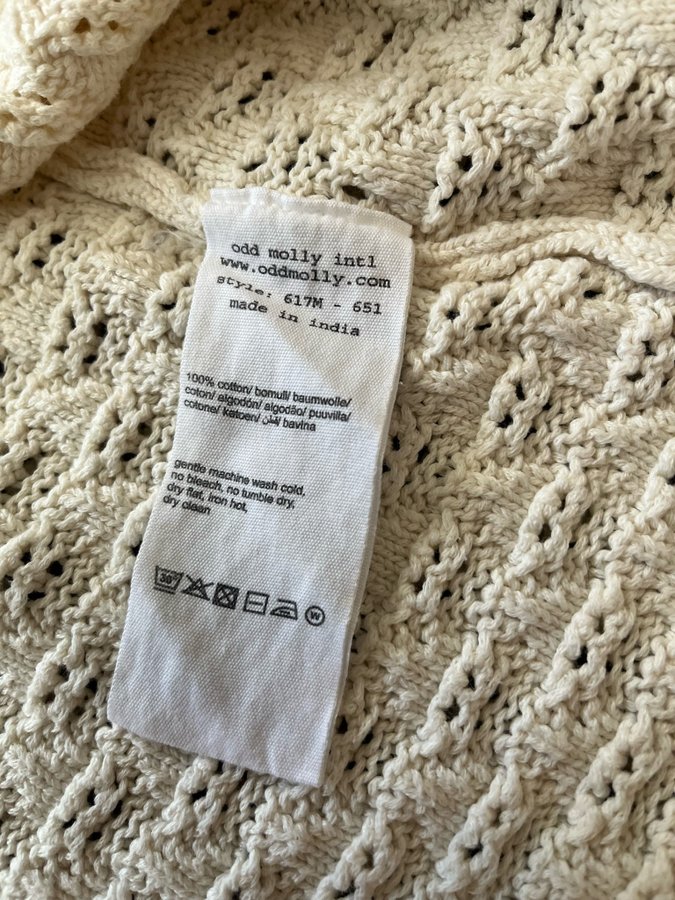 odd molly intl
www.oddmolly.com
style: 617M - 651
made in india
100% cotton/ bomull/ baumwolle/
coton/ algodón/ algodão/ puuvilla/
cotone/ katoen/ قطن/ bavlna
gentle machine wash cold,
no bleach, no tumble dry,
dry flat, iron hot,
dry clean
30°
W